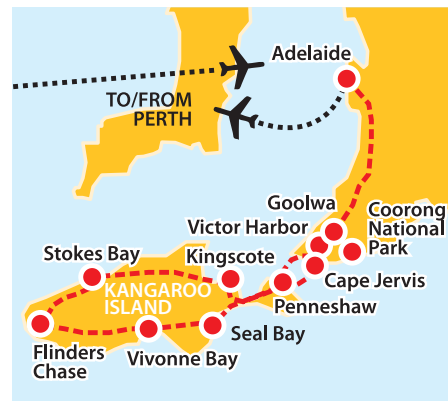 Adelaide
TO/FROM
PERTH
Goolwa
Coorong
National
Park
Victor Harbor
Stokes Bay
Kingscote
KANGAROO
ISLAND
Cape Jervis
Penneshaw
Seal Bay
Flinders
Chase
Vivonne Bay